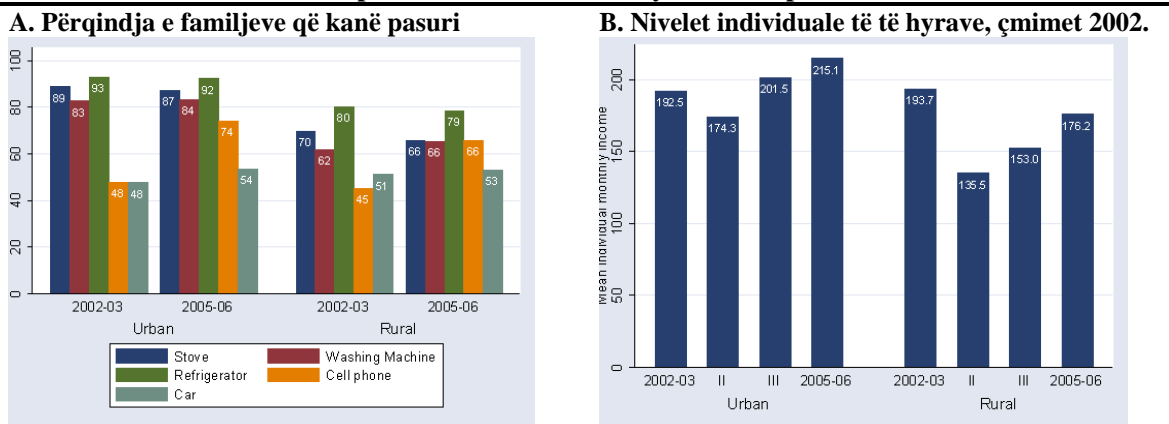 A. Përqindja e familjeve që kanë pasuri
100
80
60
40
20
0
89
83
93
48
48
87
84
92
74
54
70
62
80
45
51
66
66
79
66
53
2002-03
2005-06
2002-03
2005-06
Urban
Rural
Stove
Washing Machine
Refrigerator
Cell phone
Car
B. Nivelet individuale të të hyrave, çmimet 2002.
Mean individual monthly income
200
150
100
50
0
192.5
174.3
201.5
215.1
193.7
135.5
153.0
176.2
2002-03
II
III
2005-06
2002-03
II
III
2005-06
Urban
Rural